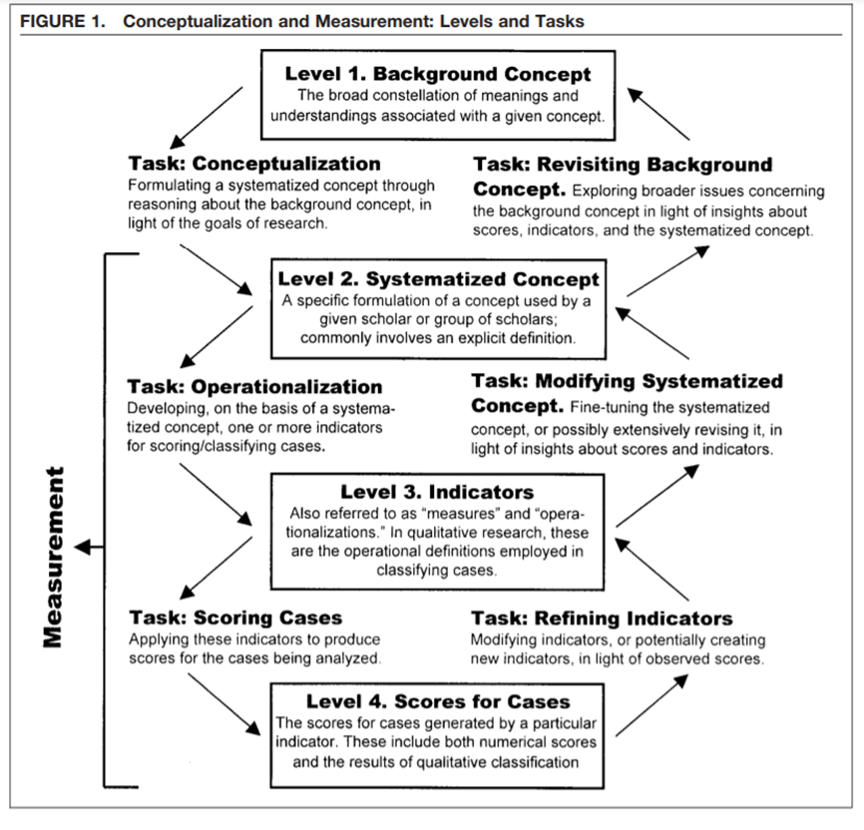 FIGURE 1. Conceptualization and Measurement: Levels and Tasks
Level 1. Background Concept
The broad constellation of meanings and
understandings associated with a given concept.
Task: Conceptualization
Formulating a systematized concept through
reasoning about the background concept, in
light of the goals of research.
Task: Revisiting Background
Concept. Exploring broader issues concerning
the background concept in light of insights about
scores, indicators, and the systematized concept.
Level 2. Systematized Concept
A specific formulation of a concept used by a
given scholar or group of scholars;
commonly involves an explicit definition.
Task: Operationalization
Developing, on the basis of a systema-
tized concept, one or more indicators
for scoring/classifying cases.
Task: Modifying Systematized
Concept. Fine-tuning the systematized
concept, or possibly extensively revising it, in
light of insights about scores and indicators.
Measurement
Level 3. Indicators
Also referred to as “measures” and “opera-
tionalizations.” In qualitative research, these
are the operational definitions employed in
classifying cases.
Task: Scoring Cases
Applying these indicators to produce
scores for the cases being analyzed.
Task: Refining Indicators
Modifying indicators, or potentially creating
new indicators, in light of observed scores.
Level 4. Scores for Cases
The scores for cases generated by a particular
indicator. These include both numerical scores
and the results of qualitative classification